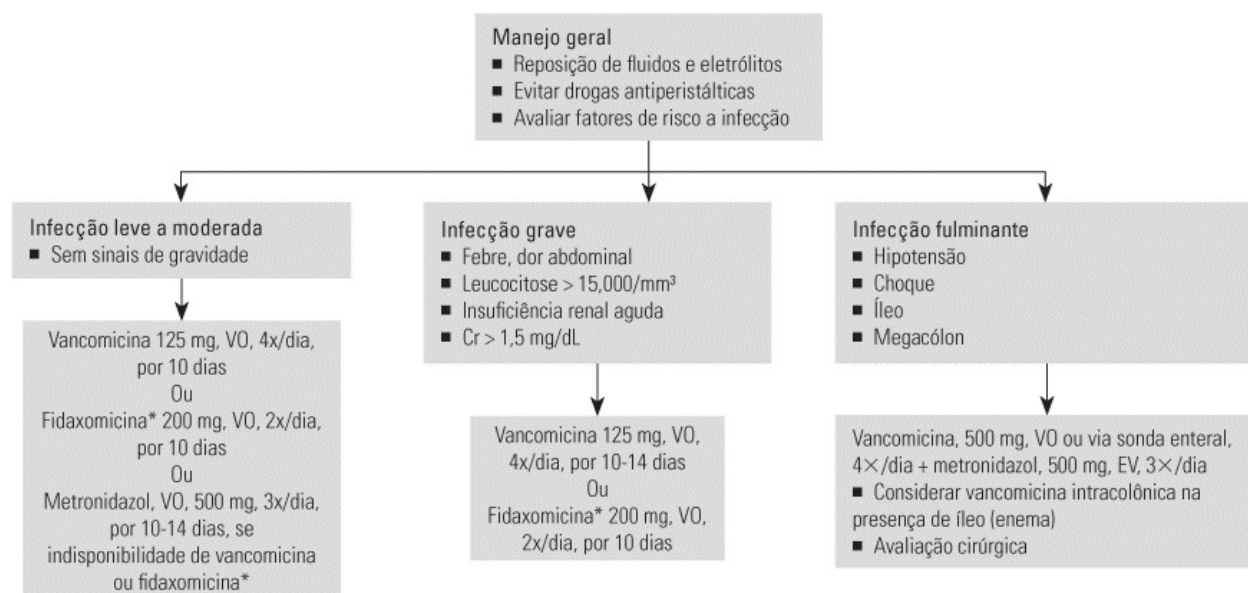 Manejo geral
■ Reposição de fluidos e eletrólitos
■ Evitar drogas antiperistálticas
■ Avaliar fatores de risco a infecção
Infecção leve a moderada
■ Sem sinais de gravidade
Vancomicina 125 mg, VO, 4x/dia,
por 10 dias
Ou
Fidaxomicina* 200 mg, VO, 2x/dia,
por 10 dias
Ou
Metronidazol, VO, 500 mg, 3x/dia,
por 10-14 dias, se
indisponibilidade de vancomicina
ou fidaxomicina*
Infecção grave
■ Febre, dor abdominal
■ Leucocitose > 15,000/mm³
■ Insuficiência renal aguda
■ Cr > 1,5 mg/dL
Vancomicina 125 mg, VO,
4x/dia, por 10-14 dias
Ou
Fidaxomicina* 200 mg, VO,
2x/dia, por 10 dias
Infecção fulminante
■ Hipotensão
■ Choque
■ Íleo
■ Megacólon
Vancomicina, 500 mg, VO ou via sonda enteral,
4×/dia + metronidazol, 500 mg, EV, 3×/dia
■ Considerar vancomicina intracolônica na
presença de íleo (enema)
■ Avaliação cirúrgica